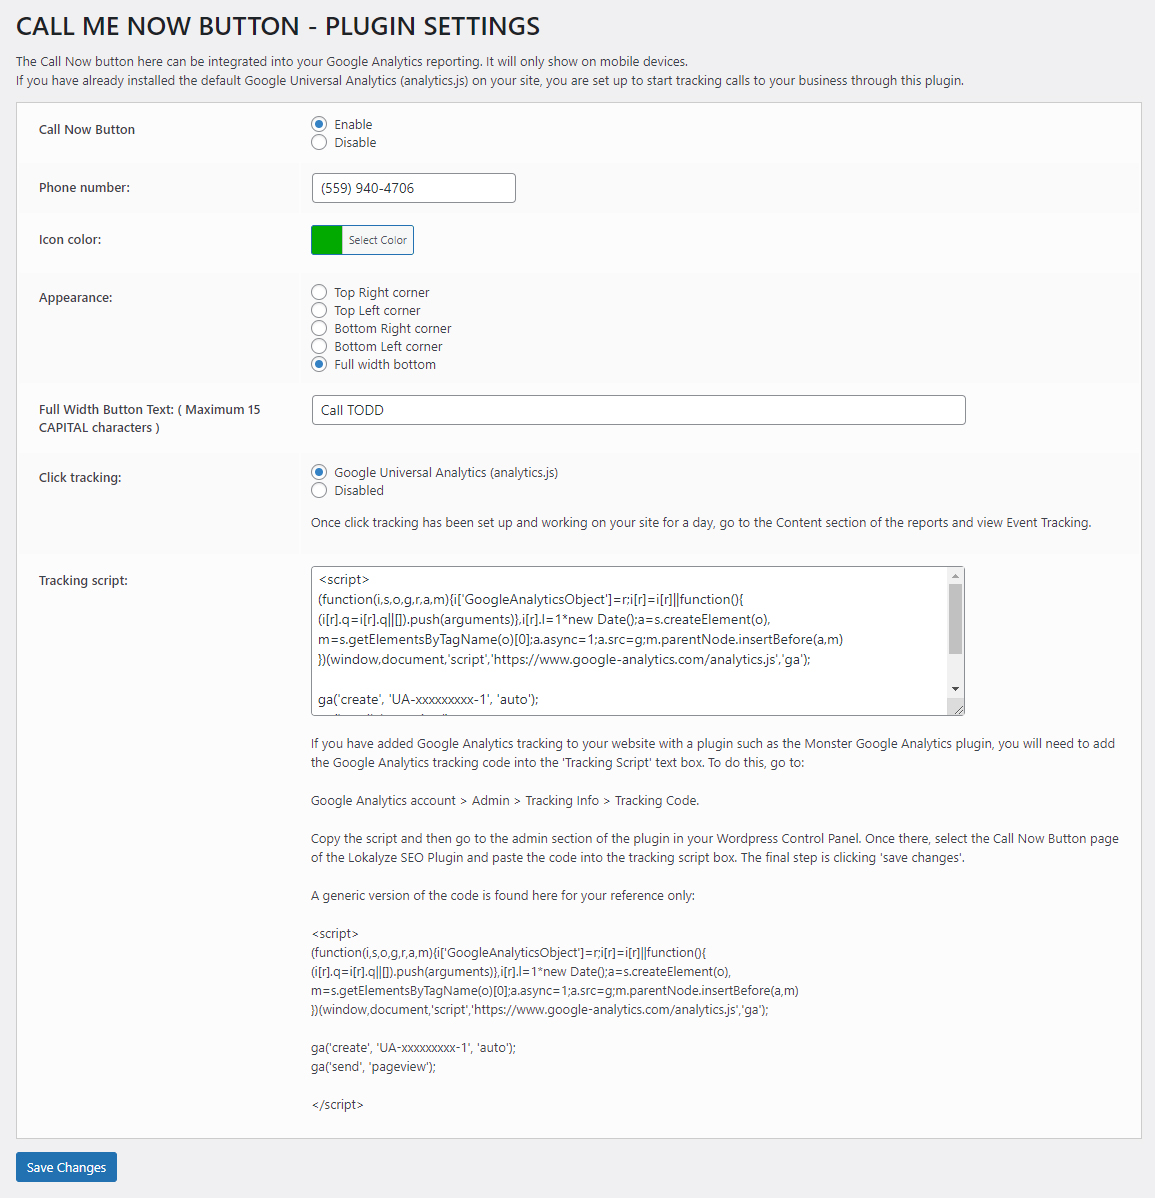 CALL ME NOW BUTTON - PLUGIN SETTINGS
The Call Now button here can be integrated into your Google Analytics reporting. It will only show on mobile devices.
If you have already installed the default Google Universal Analytics (analytics.js) on your site, you are set up to start tracking calls to your business through this plugin.
Call Now Button
Enable
Disable
Phone number:
(559) 940-4706
Icon color:
Select Color
Appearance:
Top Right corner
Top Left corner
Bottom Right corner
Bottom Left corner
Full width bottom
Full Width Button Text: ( Maximum 15
CAPITAL characters )
Call TODD
Click tracking:
Google Universal Analytics (analytics.js)
Disabled
Once click tracking has been set up and working on your site for a day, go to the Content section of the reports and view Event Tracking.
Tracking script:
<script>
(function(i,s,o,g,r,a,m){i['GoogleAnalyticsObject']=r;i[r]=i[r]||function(){
(i[r].q=i[r].q||[]).push(arguments)},i[r].l=1*new Date();a=s.createElement(o),
m=s.getElementsByTagName(o)[0];a.async=1;a.src=g;m.parentNode.insertBefore(a,m)
})(window,document,'script','https://www.google-analytics.com/analytics.js','ga');
ga('create', 'UA-xxxxxxxxx-1', 'auto');
If you have added Google Analytics tracking to your website with a plugin such as the Monster Google Analytics plugin, you will need to add
the Google Analytics tracking code into the 'Tracking Script' text box. To do this, go to:
Google Analytics account > Admin > Tracking Info > Tracking Code.
Copy the script and then go to the admin section of the plugin in your Wordpress Control Panel. Once there, select the Call Now Button page
of the Lokalyze SEO Plugin and paste the code into the tracking script box. The final step is clicking 'save changes'.
A generic version of the code is found here for your reference only:
<script>
(function(i,s,o,g,r,a,m){i['GoogleAnalyticsObject']=r;i[r]=i[r]||function(){
(i[r].q=i[r].q||[]).push(arguments)},i[r].l=1*new Date();a=s.createElement(o),
m=s.getElementsByTagName(o)[0];a.async=1;a.src=g;m.parentNode.insertBefore(a,m)
})(window,document,'script','https://www.google-analytics.com/analytics.js','ga');
ga('create', 'UA-xxxxxxxxx-1', 'auto');
ga('send', 'pageview');
</script>
Save Changes